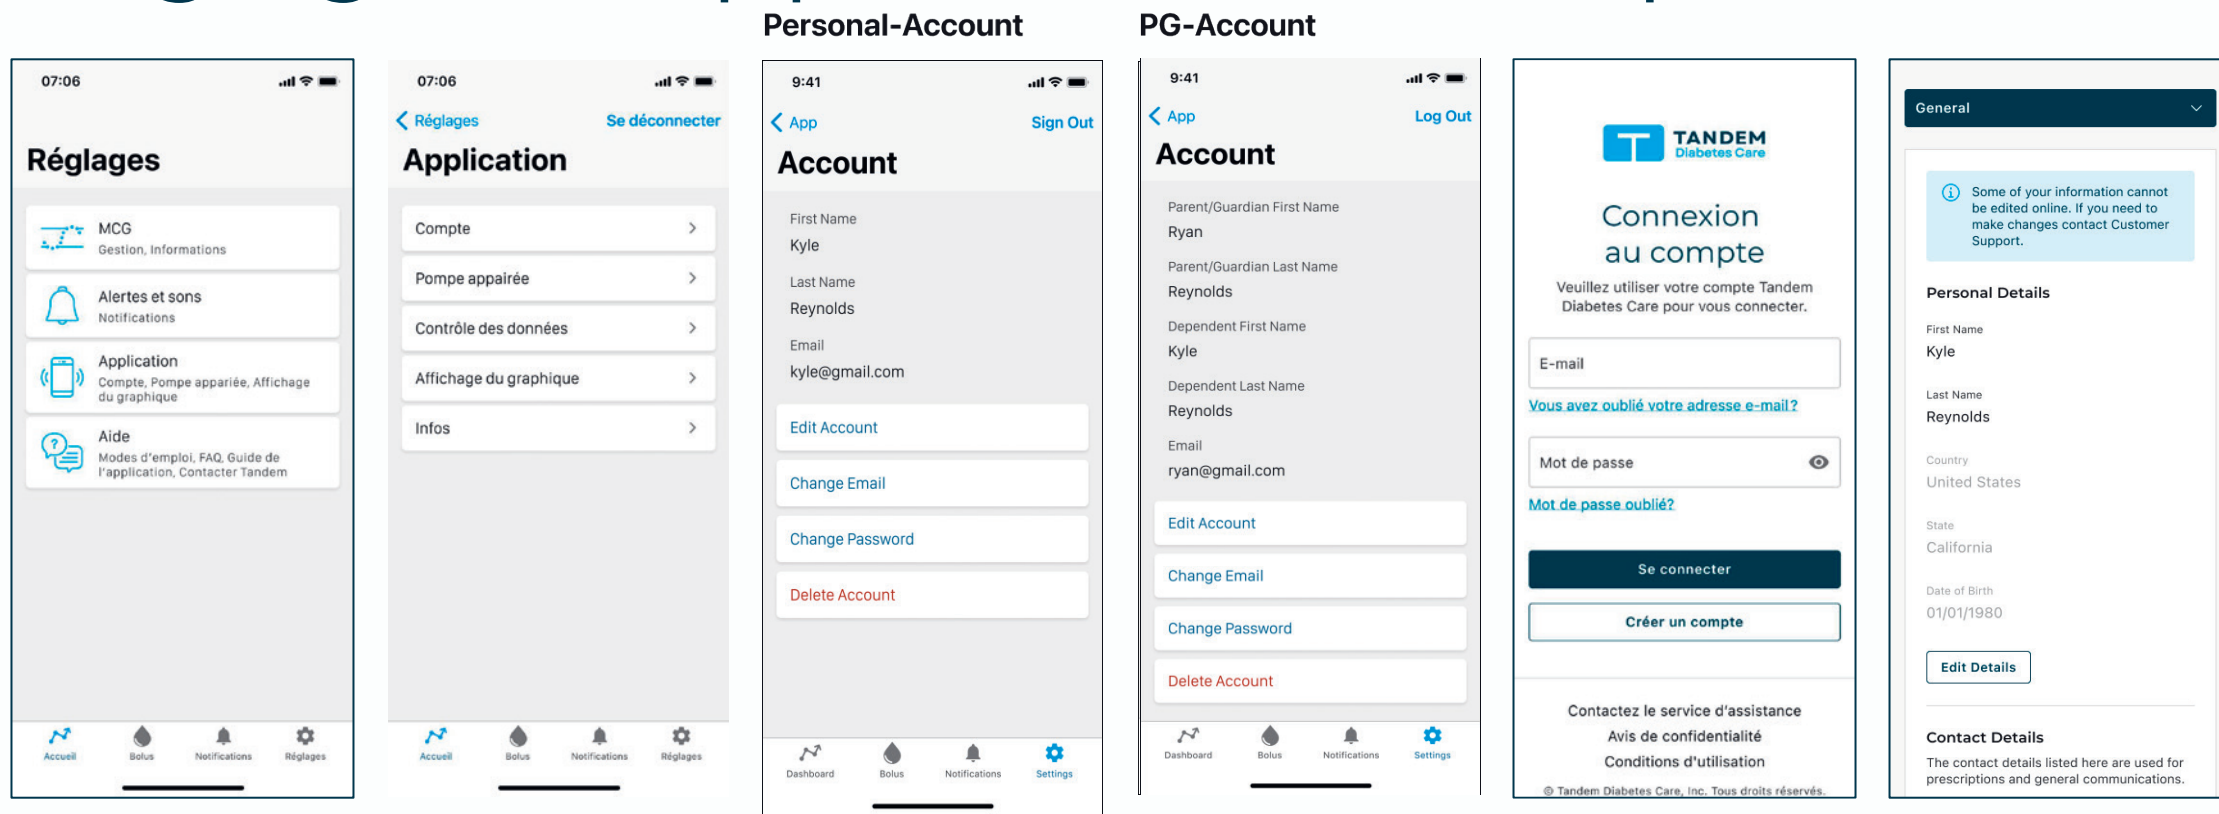 Personal-Account
PG-Account
07:06
Réglages
MCG
Gestion, Informations
Alertes et sons
Notifications
Application
Compte, Pompe appariée, Affichage
du graphique
Aide
Modes d'emploi, FAQ, Guide de
l'application, Contacter Tandem
Accueil
Bolus
Notifications
Réglages
07:06
Réglages
Se déconnecter
Application
Compte
Pompe appairée
Contrôle des données
Affichage du graphique
Infos
Accueil
Bolus
Notifications
Réglages
9:41
App
Sign Out
Account
First Name
Kyle
Last Name
Reynolds
Email
kyle@gmail.com
Edit Account
Change Email
Change Password
Delete Account
Dashboard
Bolus
Notifications
Settings
9:41
App
Log Out
Account
Parent/Guardian First Name
Ryan
Parent/Guardian Last Name
Reynolds
Dependent First Name
Kyle
Dependent Last Name
Reynolds
Email
ryan@gmail.com
Edit Account
Change Email
Change Password
Delete Account
Dashboard
Bolus
Notifications
Settings
TANDEM
Diabetes Care
Connexion
au compte
Veuillez utiliser votre compte Tandem
Diabetes Care pour vous connecter.
E-mail
Vous avez oublié votre adresse e-mail?
Mot de passe
Mot de passe oublié?
Se connecter
Créer un compte
Contactez le service d'assistance
Avis de confidentialité
Conditions d'utilisation
© Tandem Diabetes Care, Inc. Tous droits réservés.
General
Some of your information cannot
be edited online. If you need to
make changes contact Customer
Support.
Personal Details
First Name
Kyle
Last Name
Reynolds
Country
United States
State
California
Date of Birth
01/01/1980
Edit Details
Contact Details
The contact details listed here are used for
prescriptions and general communications.